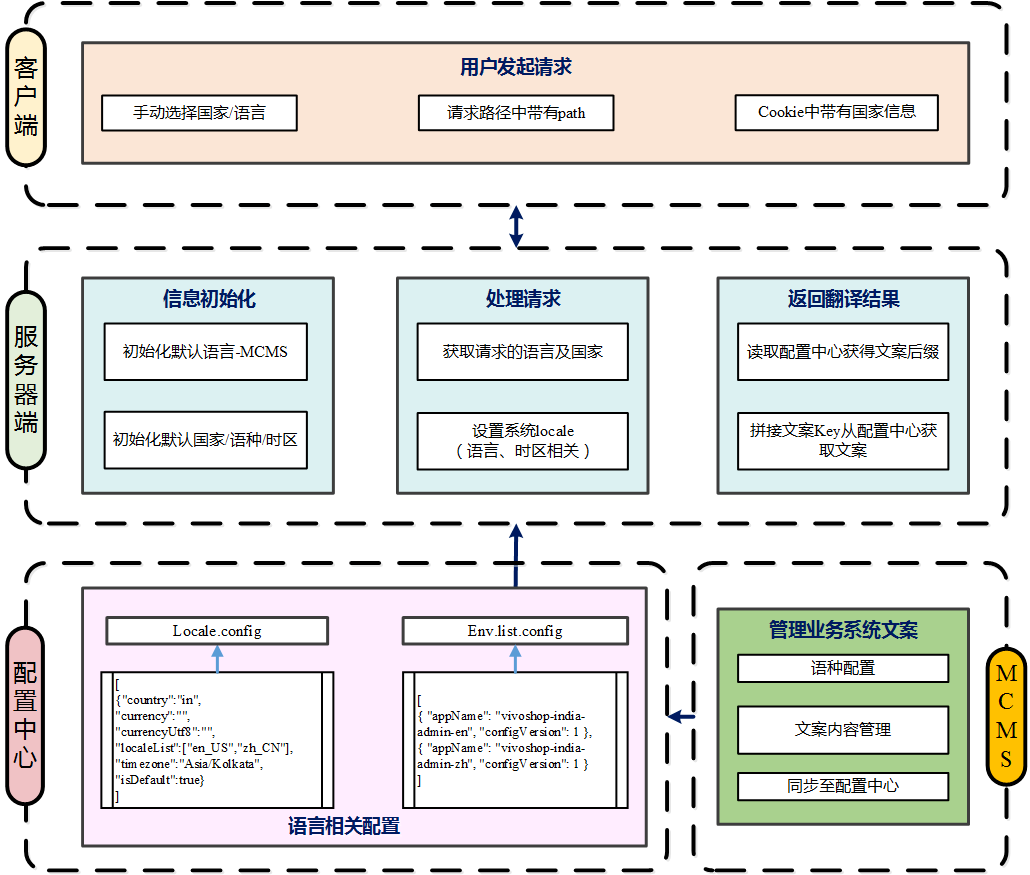 客户端
用户发起请求
手动选择国家/语言
请求路径中带有path
Cookie中带有国家信息
服务器端
信息初始化
初始化默认语言-MCMS
初始化默认国家/语种/时区
处理请求
获取请求的语言及国家
设置系统locale
（语言、时区相关）
返回翻译结果
读取配置中心获得文案后缀
拼接文案Key从配置中心获
取文案
配置中心
Locale.config
[
{"country":"in",
"currency":"",
"currencyUtf8":"",
"localeList":["en_US","zh_CN"],
"timezone":"Asia/Kolkata",
"isDefault":true}
]
Env.list.config
[
{ "appName": "vivoshop-india-
admin-en", "configVersion": 1 },
{ "appName": "vivoshop-india-
admin-zh", "configVersion": 1 }
]
语言相关配置
管理业务系统文案
语种配置
文案内容管理
同步至配置中心
MCMS